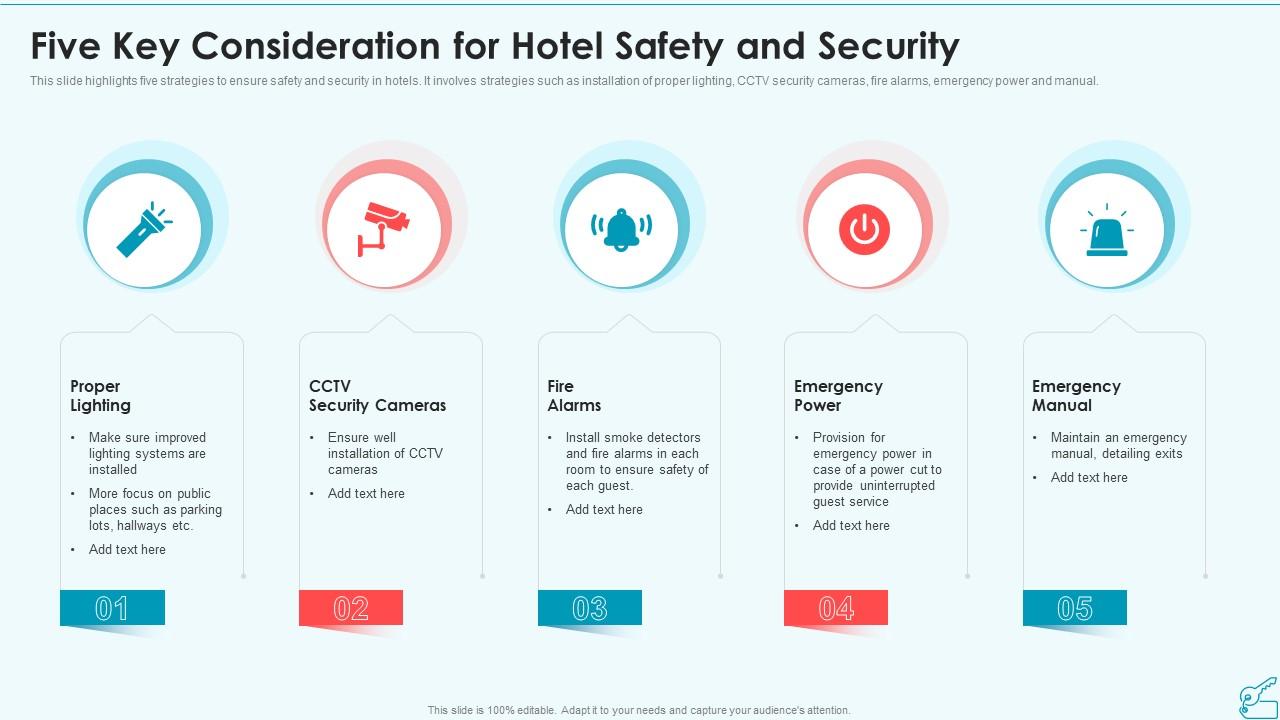 Five Key Consideration for Hotel Safety and Security
This slide highlights five strategies to ensure safety and security in hotels. It involves strategies such as installation of proper lighting, CCTV security cameras, fire alarms, emergency power and manual.
Proper
Lighting
• Make sure improved
lighting systems are
installed
• More focus on public
places such as parking
lots, hallways etc.
• Add text here
01
CCTV
Security Cameras
• Ensure well
installation of CCTV
cameras
• Add text here
02
Fire
Alarms
• Install smoke detectors
and fire alarms in each
room to ensure safety of
each guest.
• Add text here
03
Emergency
Power
• Provision for
emergency power in
case of a power cut to
provide uninterrupted
guest service
• Add text here
04
Emergency
Manual
• Maintain an emergency
manual, detailing exits
• Add text here
05
This slide is 100% editable. Adapt it to your needs and capture your audience's attention.